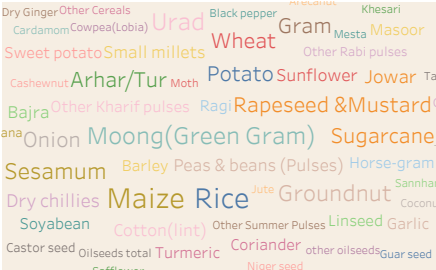 Arecanut
Dry Ginger Other Cereals Black pepper Khesari
Cardamom Cowpea(Lobia) Urad Gram Mesta Masoor
Wheat
Sweet potato Small millets Other Rabi pulses
Cashewnut Arhar/Tur Moth Potato Sunflower Jowar
Bajra Other Kharif pulses Ragi Rapeseed &Mustard
Onion Moong(Green Gram) Sugarcane
Sesamum Barley Peas & beans (Pulses) Horse-gram
Dry chillies Maize Rice Jute Groundnut Sannha
Coconu
Soyabean Cotton(lint) Other Summer Pulses Linseed Garlic
Castor seed Oilseeds total Turmeric Coriander other oilseeds Guar seed
Safflower Niger seed